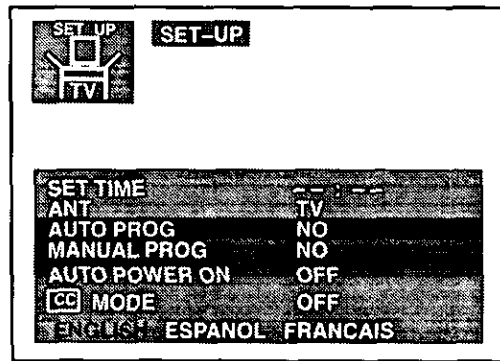 SET UP
SET-UP
TV
SET TIME --:--
ANT TV
AUTO PROG NO
MANUAL PROG NO
AUTO POWER ON OFF
CC MODE OFF
ENGLISH ESPANOL FRANCAIS